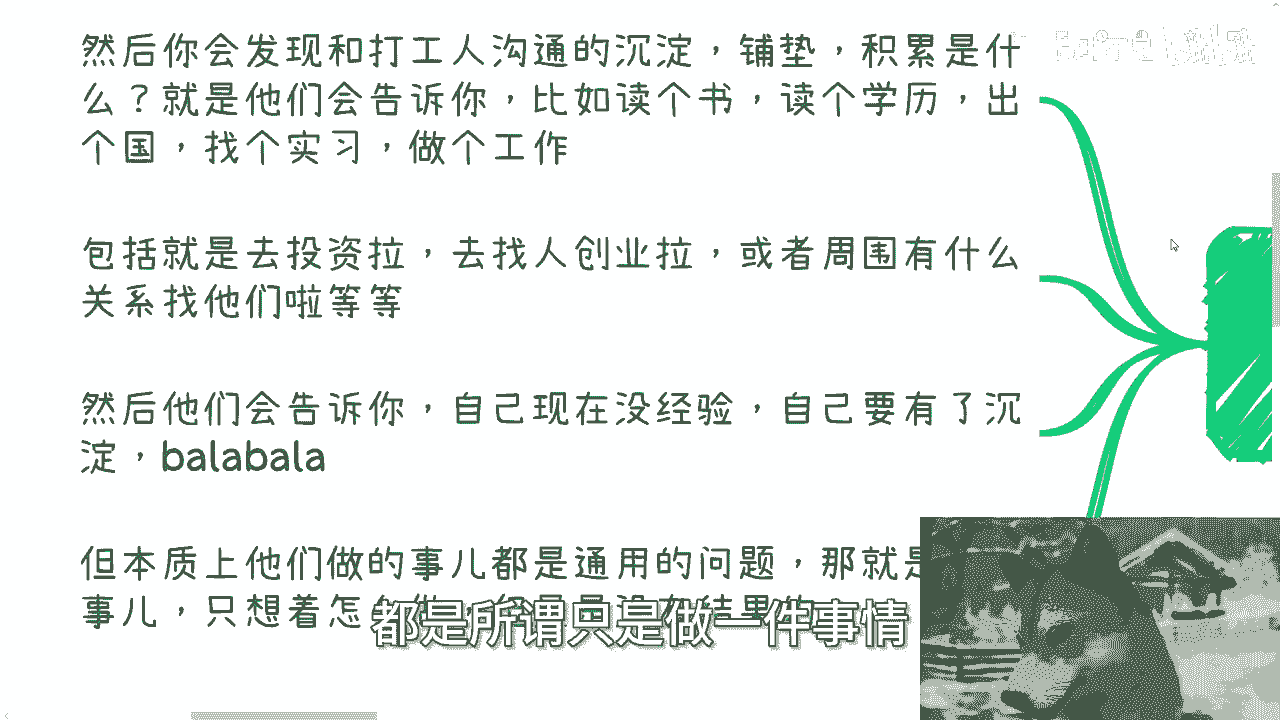 然后你会发现和打工人沟通的沉淀，铺垫，积累是什
么？就是他们会告诉你，比如读个书，读个学历，出
个国，找个实习，做个工作
包括就是去投资拉，去找人创业拉，或者周围有什么
关系找他们啦等等
然后他们会告诉你，自己现在没经验，自己要有了沉
淀，balabala
但本质上他们做的事儿都是通用的问题，那就是
事儿，只想着怎么做
都是所谓只是做一件事情